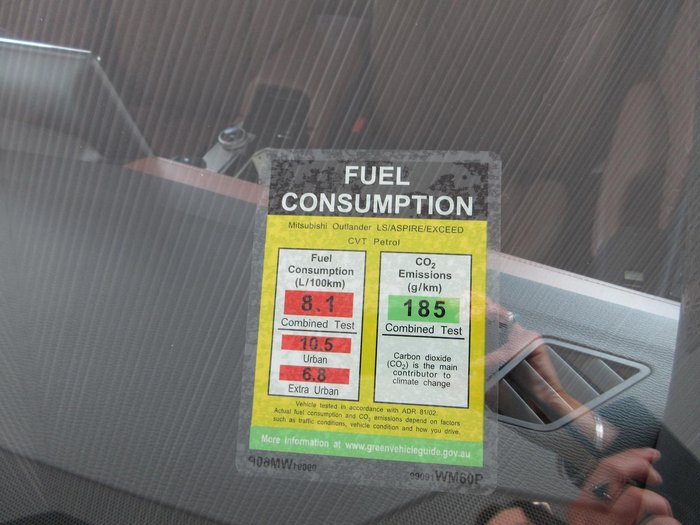 FUEL
CONSUMPTION
Mitsubishi Outlander LS/ASPIRE/EXCEED
CVT Petrol
Fuel
Consumption
(L/100km)
8.1
Combined Test
10.5
Urban
6.8
Extra Urban
CO2
Emissions
(g/km)
185
Combined Test
Carbon dioxide
(CO2) is the main
contributor to
climate change
Vehicle tested in accordance with ADR 81/02.
Actual fuel consumption and CO2 emissions depend on factors
such as traffic conditions, vehicle condition and how you drive.
More information at www.greenvehicleguide.gov.au